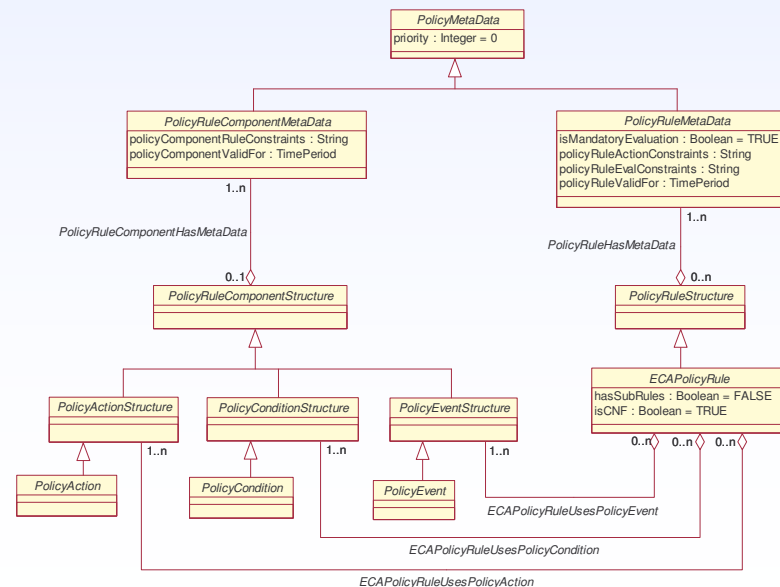 PolicyMetaData
priority : Integer = 0
PolicyRuleComponentMetaData
policyComponentRuleConstraints : String
policyComponentValidFor : TimePeriod
PolicyRuleMetaData
isMandatoryEvaluation : Boolean = TRUE
policyRuleActionConstraints : String
policyRuleEvalConstraints : String
policyRuleValidFor : TimePeriod
1..n
1..n
PolicyRuleComponentHasMetaData
PolicyRuleHasMetaData
0..1
0..n
PolicyRuleComponentStructure
PolicyRuleStructure
ECAPolicyRule
hasSubRules : Boolean = FALSE
isCNF : Boolean = TRUE
PolicyActionStructure
PolicyConditionStructure
PolicyEventStructure
0..n
0..n
0..n
1..n
1..n
1..n
PolicyAction
PolicyCondition
PolicyEvent
ECAPolicyRuleUsesPolicyEvent
ECAPolicyRuleUsesPolicyCondition
ECAPolicyRuleUsesPolicyAction